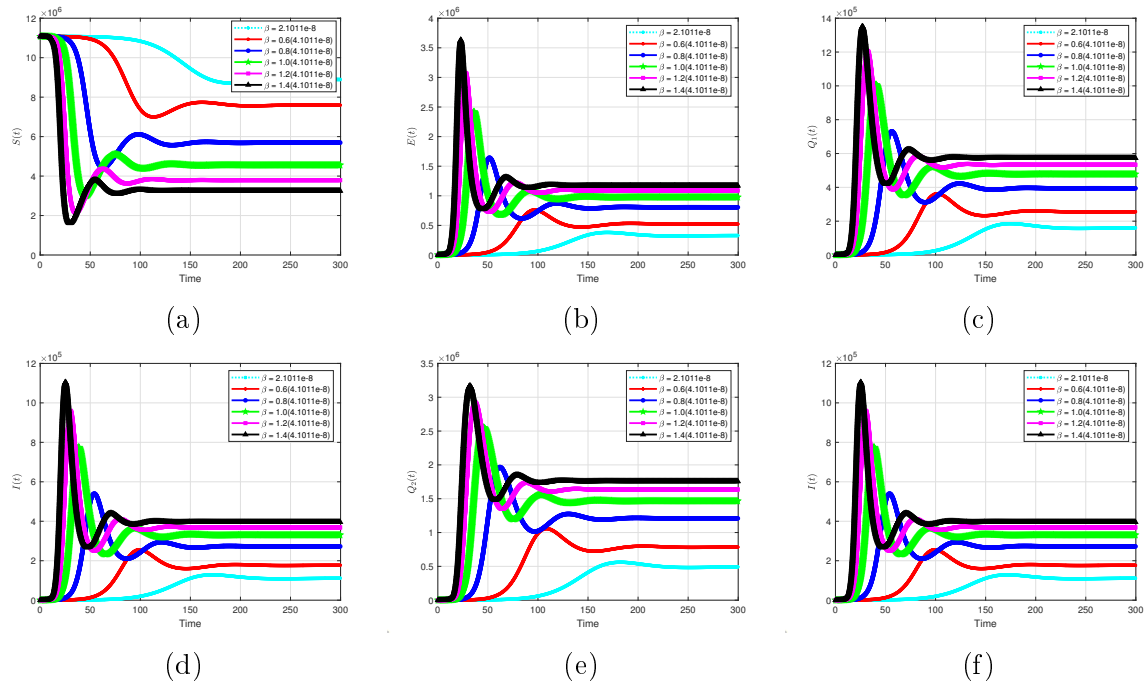 ×10⁶
12
10
8
6
4
2
0
0 50 100 150 200 250 300
S(t)
Time
β = 2.1011e-8
β = 0.6(4.1011e-8)
β = 0.8(4.1011e-8)
β = 1.0(4.1011e-8)
β = 1.2(4.1011e-8)
β = 1.4(4.1011e-8)
(a)
×10⁶
4
3.5
3
2.5
2
1.5
1
0.5
0
0 50 100 150 200 250 300
E(t)
Time
β = 2.1011e-8
β = 0.6(4.1011e-8)
β = 0.8(4.1011e-8)
β = 1.0(4.1011e-8)
β = 1.2(4.1011e-8)
β = 1.4(4.1011e-8)
(b)
×10⁵
14
12
10
8
6
4
2
0
0 50 100 150 200 250 300
Q₁(t)
Time
β = 2.1011e-8
β = 0.6(4.1011e-8)
β = 0.8(4.1011e-8)
β = 1.0(4.1011e-8)
β = 1.2(4.1011e-8)
β = 1.4(4.1011e-8)
(c)
×10⁵
12
10
8
6
4
2
0
0 50 100 150 200 250 300
I(t)
Time
β = 2.1011e-8
β = 0.6(4.1011e-8)
β = 0.8(4.1011e-8)
β = 1.0(4.1011e-8)
β = 1.2(4.1011e-8)
β = 1.4(4.1011e-8)
(d)
×10⁶
3.5
3
2.5
2
1.5
1
0.5
0
0 50 100 150 200 250 300
Q₂(t)
Time
β = 2.1011e-8
β = 0.6(4.1011e-8)
β = 0.8(4.1011e-8)
β = 1.0(4.1011e-8)
β = 1.2(4.1011e-8)
β = 1.4(4.1011e-8)
(e)
×10⁵
12
10
8
6
4
2
0
0 50 100 150 200 250 300
I(t)
Time
β = 2.1011e-8
β = 0.6(4.1011e-8)
β = 0.8(4.1011e-8)
β = 1.0(4.1011e-8)
β = 1.2(4.1011e-8)
β = 1.4(4.1011e-8)
(f)